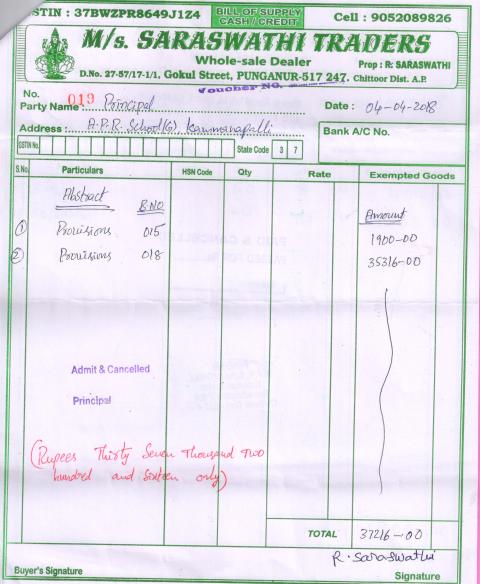 GSTIN : 37BWZPR8649J1Z4 BILL OF SUPPLY Cell : 9052089826
CASH / CREDIT
M/s. SARASWATHI TRADERS
Whole-sale Dealer Prop : R. SARASWATHI
D.No. 27-57/17-1/1, Gokul Street, PUNGANUR-517 247. Chittoor Dist. A.P.
Voucher NO.
No. 019
Party Name : Principal Date : 04-04-2018
Address : A.P.R. School(G), Bank A/C No.
GSTIN No. State Code 3 7
S.No. Particulars HSN Code Qty Rate Exempted Goods
Abstract B.NO Amount
① Provisions 015 1900-00
② Provisions 018 35316-00
Admit & Cancelled
Principal
(Rupees Thirty Seven Thousand Two
hundred and Sixteen only)
TOTAL 37216-00
R. Saraswathi
Buyer's Signature Signature